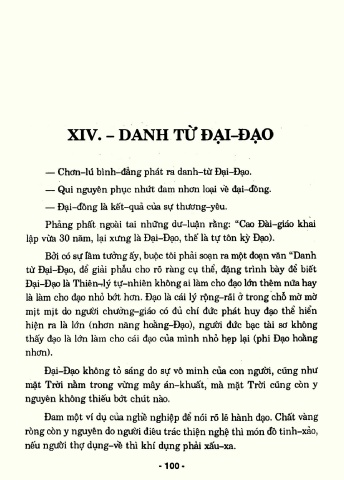 XIV. – DANH TỪ ĐẠI–ĐẠO
— Chơn–lú bình–đẳng phát ra danh–từ Đại–Đạo.
— Qui nguyên phục nhứt đam nhơn loại về đại–đồng.
— Đại–đồng là kết–quả của sự thương–yêu.
Phảng phất ngoài tai những dư–luận rằng: “Cao Đài–giáo khai
lập vừa 30 năm, lại xưng là Đại–Đạo, thế là tự tôn kỳ Đạo).
Bởi có sự lầm tưởng ấy, buộc tôi phải soạn ra một đoạn văn “Danh
từ Đại–Đạo, để giải phẫu cho rõ ràng cụ thể, đặng trình bày để biết
Đại–Đạo là Thiên–lý tự–nhiên không ai làm cho đạo lớn thêm nữa hay
là làm cho đạo nhỏ bớt hơn. Đạo là cái lý rộng–rãi ở trong chỗ mờ mờ
mịt mịt do người chưởng–giáo có đủ chí đức phát huy đạo thể hiển
hiện ra là lớn (nhơn năng hoằng–Đạo), người đức bạc tài sơ không
thấy đạo là lớn làm cho cái đạo của mình nhỏ hẹp lại (phi Đạo hoằng
nhơn).
Đại–Đạo không tỏ sáng do sự vô minh của con người, cũng như
mặt Trời nằm trong vừng mây án–khuất, mà mặt Trời cũng còn y
nguyên không thiếu bớt chút nào.
Đam một ví dụ của nghề nghiệp để nói rõ lẽ hành đạo. Chất vàng
ròng còn y nguyên do người điêu trác thiện nghệ thì món đồ tinh–xảo,
nếu người thợ dụng–về thì khí dụng phải xấu–xa.
- 100 -